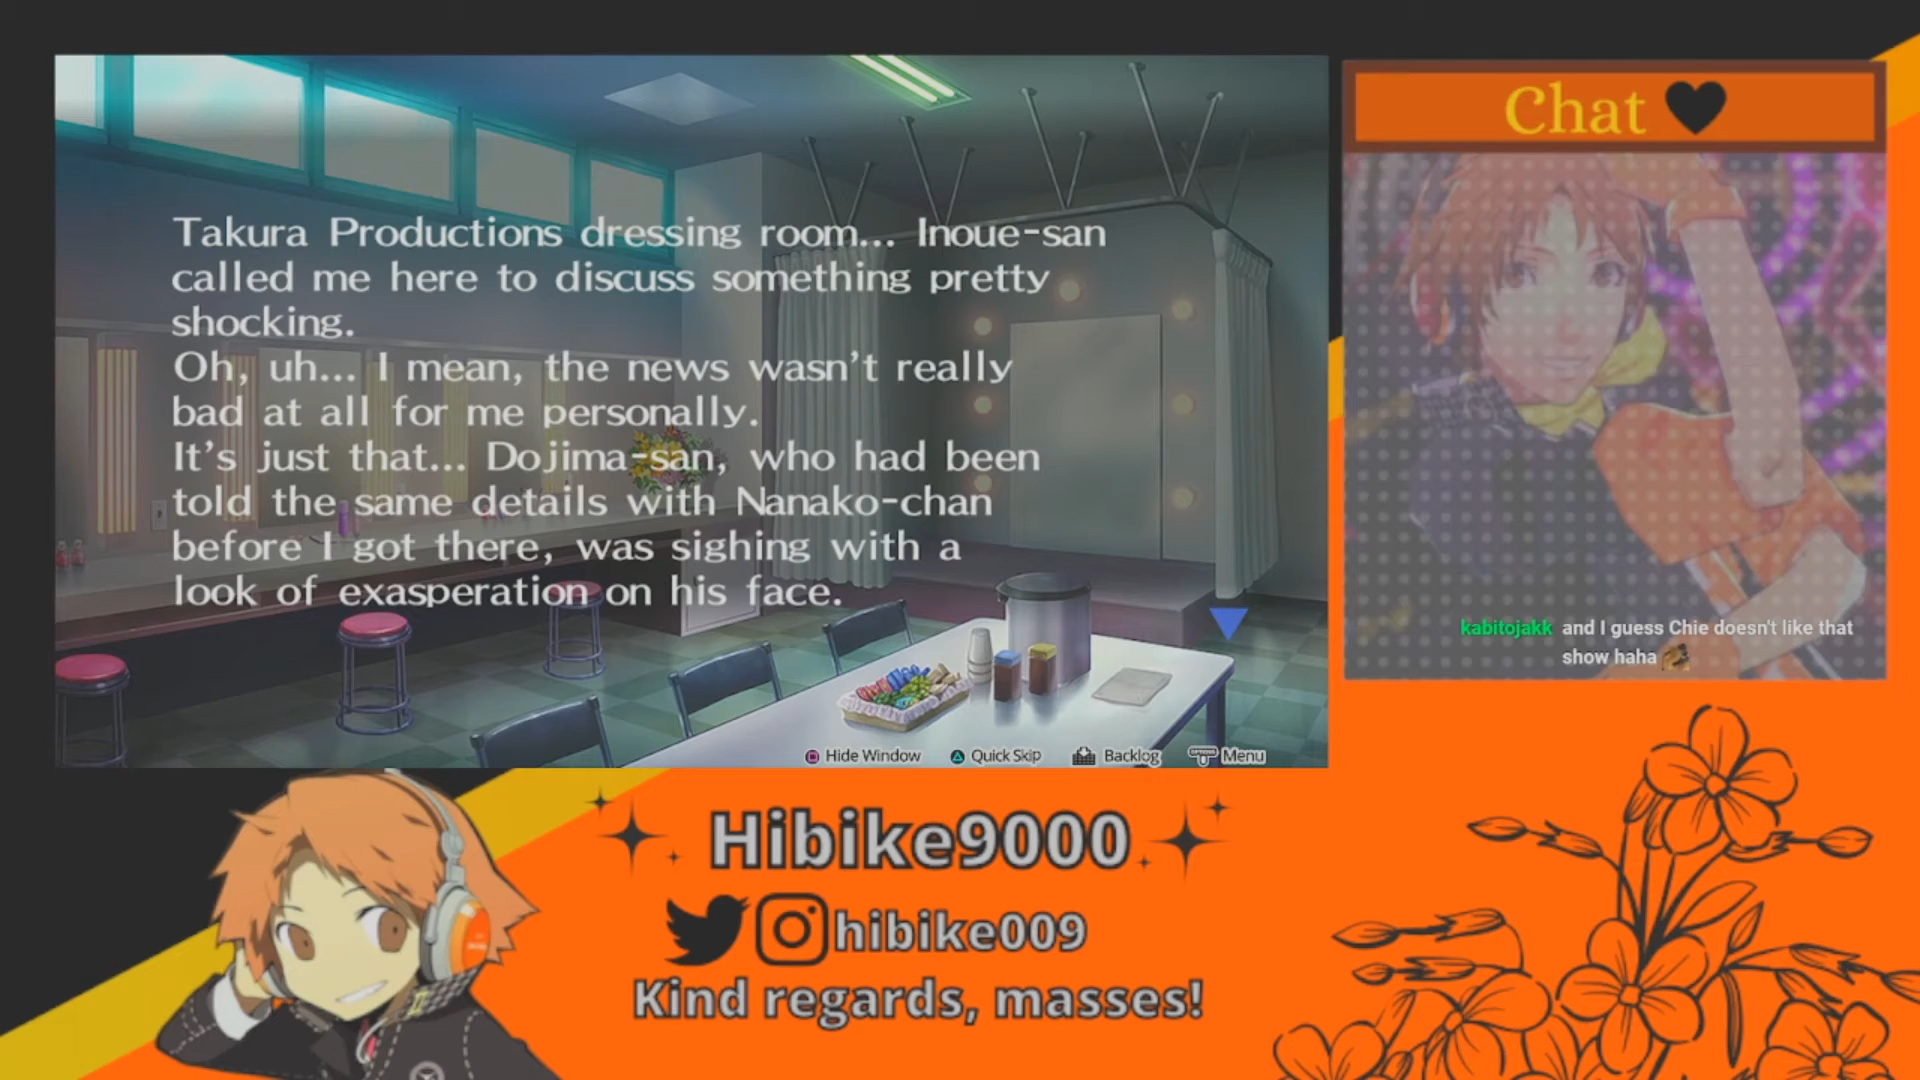 Chat
Takura Productions dressing room... Inoue-san
called me here to discuss something pretty
shocking.
Oh, uh... I mean, the news wasn't really
bad at all for me personally.
It's just that... Dojima-san, who had been
told the same details with Nanako-chan
before I got there, was sighing with a
look of exasperation on his face.
kabitojakk and I guess Chie doesn't like that
show haha
Hide Window Quick Skip Backlog Menu
Hibike9000
hibike009
Kind regards, masses!